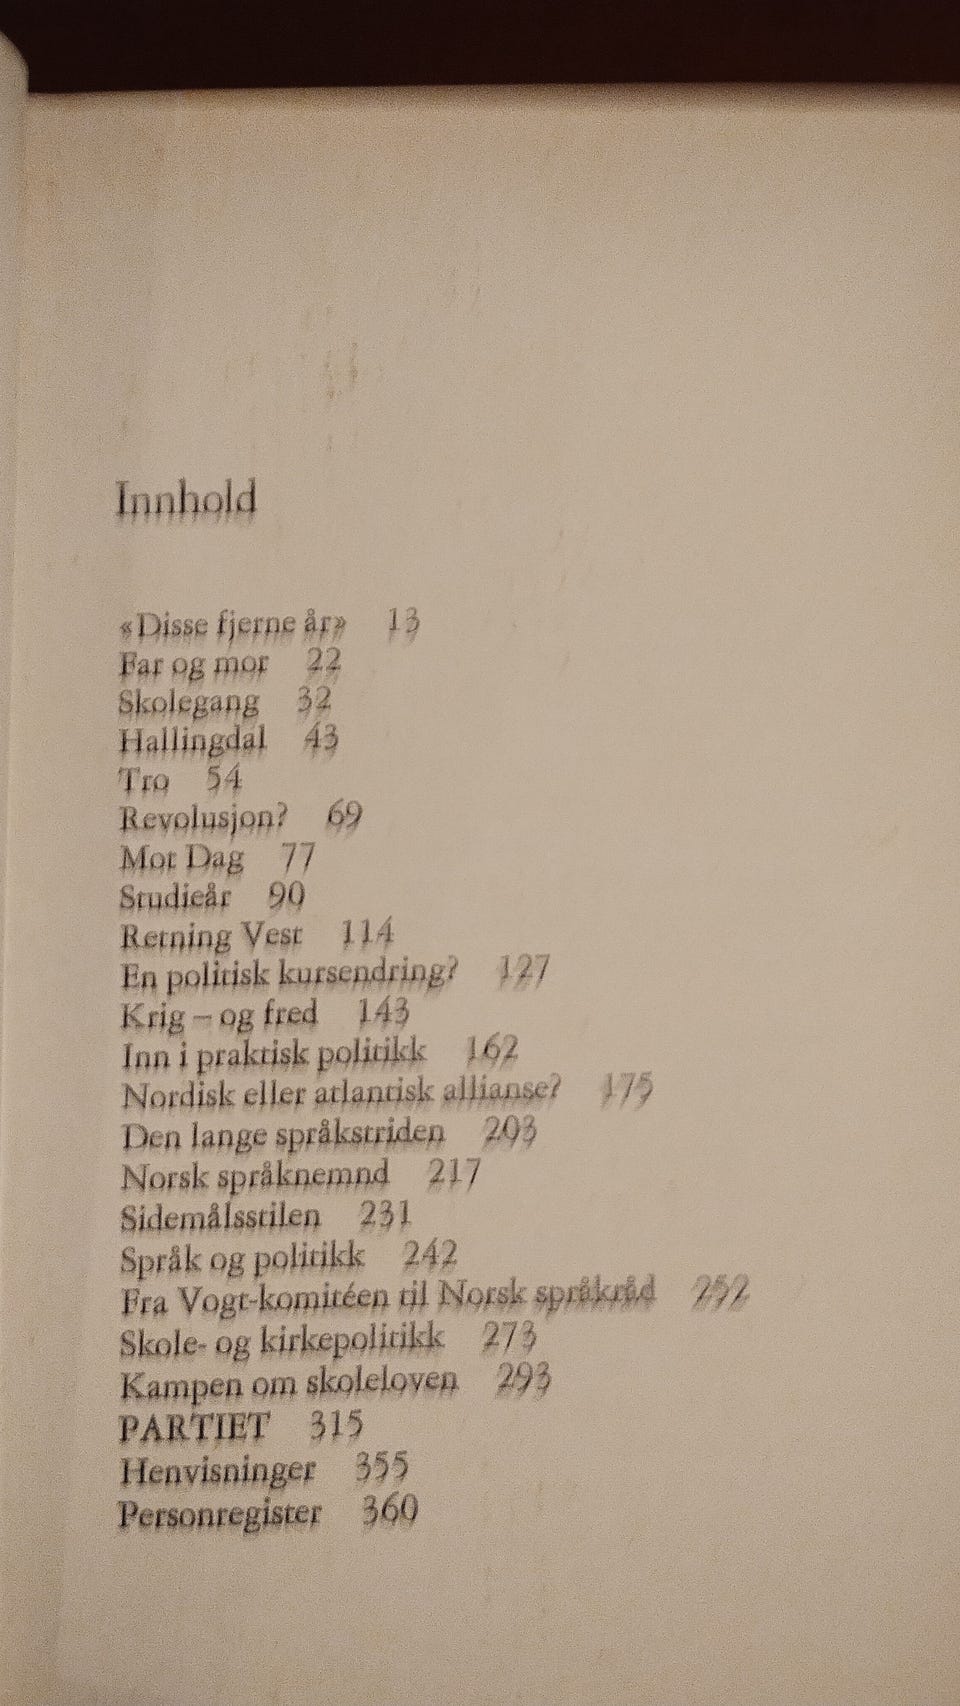 Innhold
«Disse fjerne år» 13
Far og mor 22
Skolegang 32
Hallingdal 43
Tro 54
Revolusjon? 69
Mot Dag 77
Studieår 90
Retning Vest 114
En politisk kursendring? 127
Krig – og fred 143
Inn i praktisk politikk 162
Nordisk eller atlantisk allianse? 175
Den lange språkstriden 203
Norsk språknemnd 217
Sidemålsstilen 231
Språk og politikk 242
Fra Vogt-komitéen til Norsk språkråd 252
Skole- og kirkepolitikk 273
Kampen om skoleloven 293
PARTIET 315
Henvisninger 355
Personregister 360